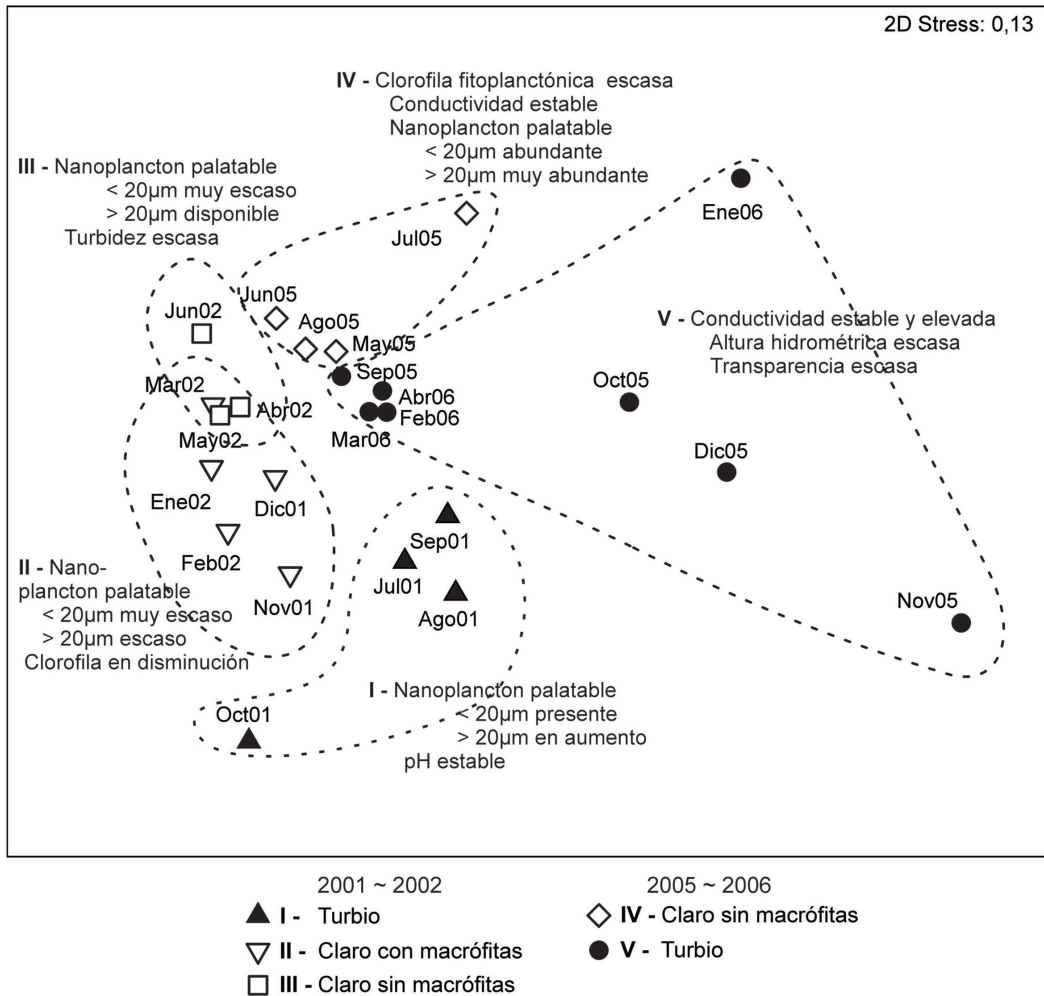 2D Stress: 0,13
IV - Clorofila fitoplanctónica escasa
Conductividad estable
Nanoplancton palatable
< 20µm abundante
> 20µm muy abundante
III - Nanoplancton palatable
< 20µm muy escaso
> 20µm disponible
Turbidez escasa
Ene06
Jul05
Jun05
Jun02
Ago05
May05
V - Conductividad estable y elevada
Altura hidrométrica escasa
Transparencia escasa
Sep05
Oct05
Mar02
Abr06
Abr02
Feb06
May02
Mar06
Dic05
Ene02
Dic01
Sep01
Feb02
Jul01
II - Nano-
plancton palatable
< 20µm muy escaso
> 20µm escaso
Clorofila en disminución
Nov01
Ago01
Nov05
I - Nanoplancton palatable
< 20µm presente
> 20µm en aumento
pH estable
Oct01
2001 ~ 2002
I - Turbio
II - Claro con macrófitas
III - Claro sin macrófitas
2005 ~ 2006
IV - Claro sin macrófitas
V - Turbio